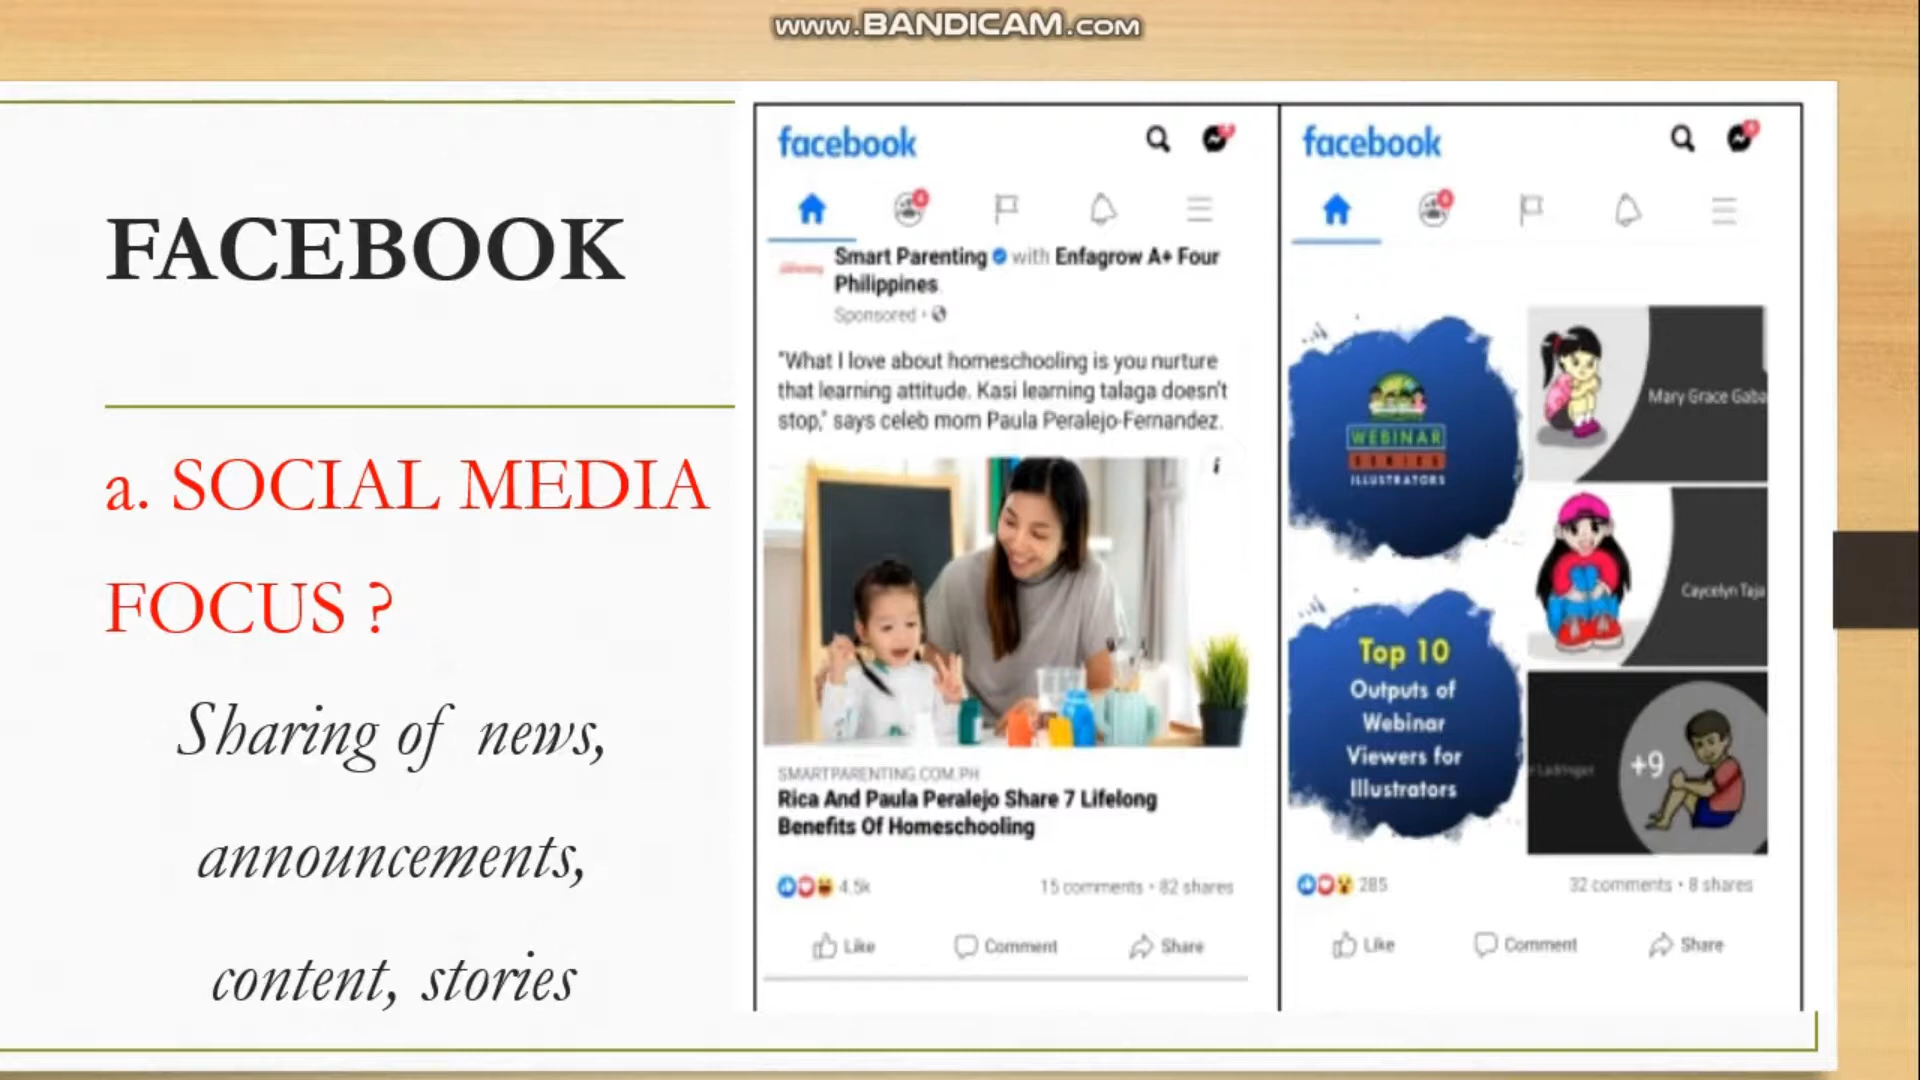 www.BANDICAM.com
FACEBOOK
a. SOCIAL MEDIA
FOCUS ?
Sharing of news,
announcements,
content, stories
facebook
Smart Parenting with Enfagrow A+ Four
Philippines
Sponsored
"What I love about homeschooling is you nurture
that learning attitude. Kasi learning talaga doesn't
stop," says celeb mom Paula Peralejo-Fernandez.
SMARTPARENTING.COM.PH
Rica And Paula Peralejo Share 7 Lifelong
Benefits Of Homeschooling
4.5k
15 comments • 82 shares
Like
Comment
Share
facebook
WEBINAR
SERIES
ILLUSTRATORS
Mary Grace Gaba
Caycelyn Taja
Top 10
Outputs of
Webinar
Viewers for
Illustrators
+9
285
32 comments • 8 shares
Like
Comment
Share